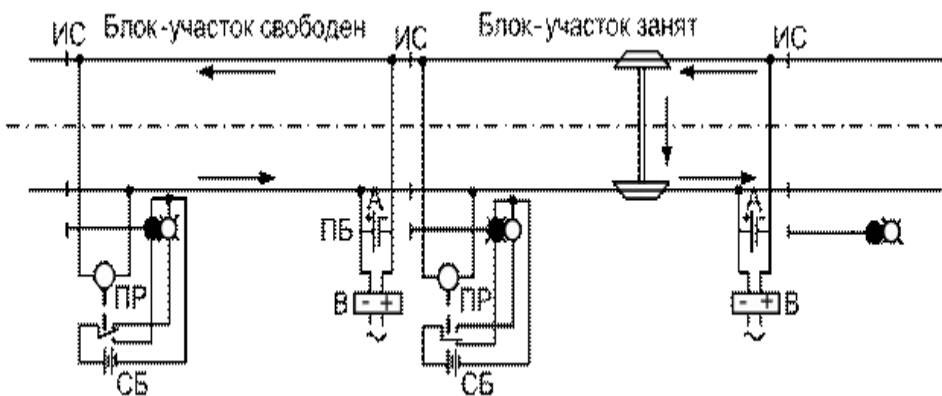 ИС Блок-участок свободен ИС Блок-участок занят ИС
ПБ
ПР В - + ПР - + В
СБ СБ